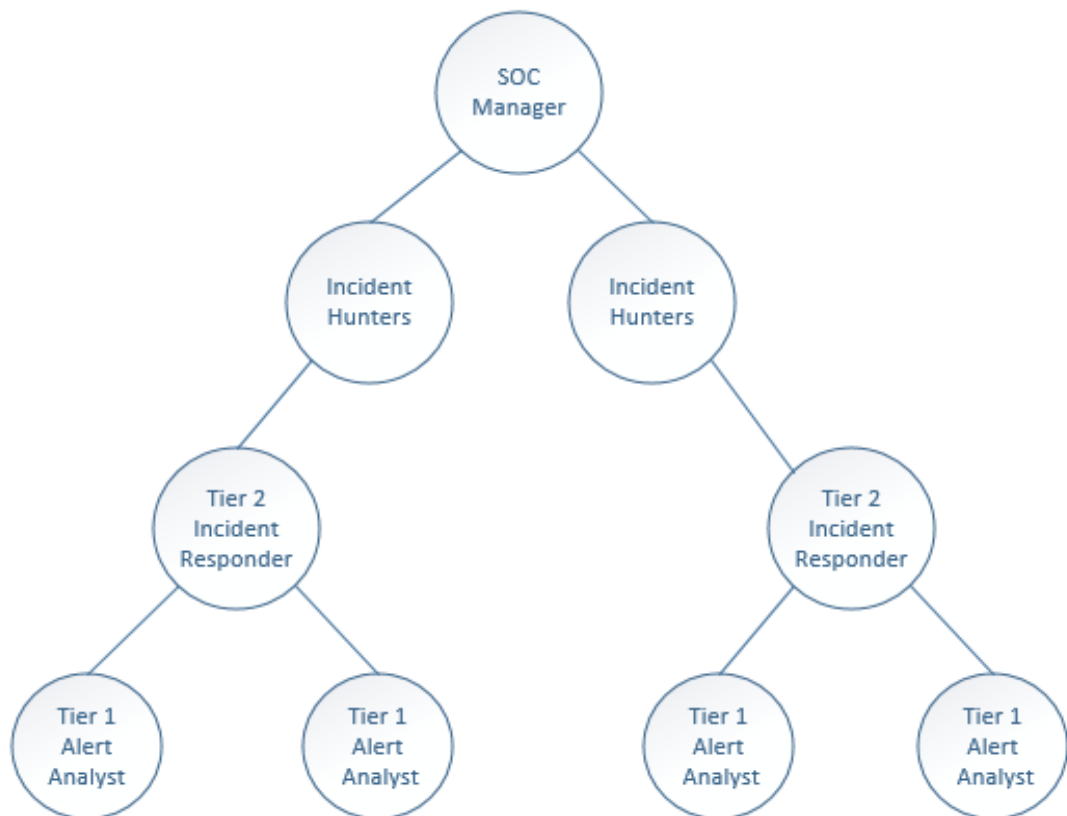 SOC
Manager
Incident
Hunters
Incident
Hunters
Tier 2
Incident
Responder
Tier 2
Incident
Responder
Tier 1
Alert
Analyst
Tier 1
Alert
Analyst
Tier 1
Alert
Analyst
Tier 1
Alert
Analyst